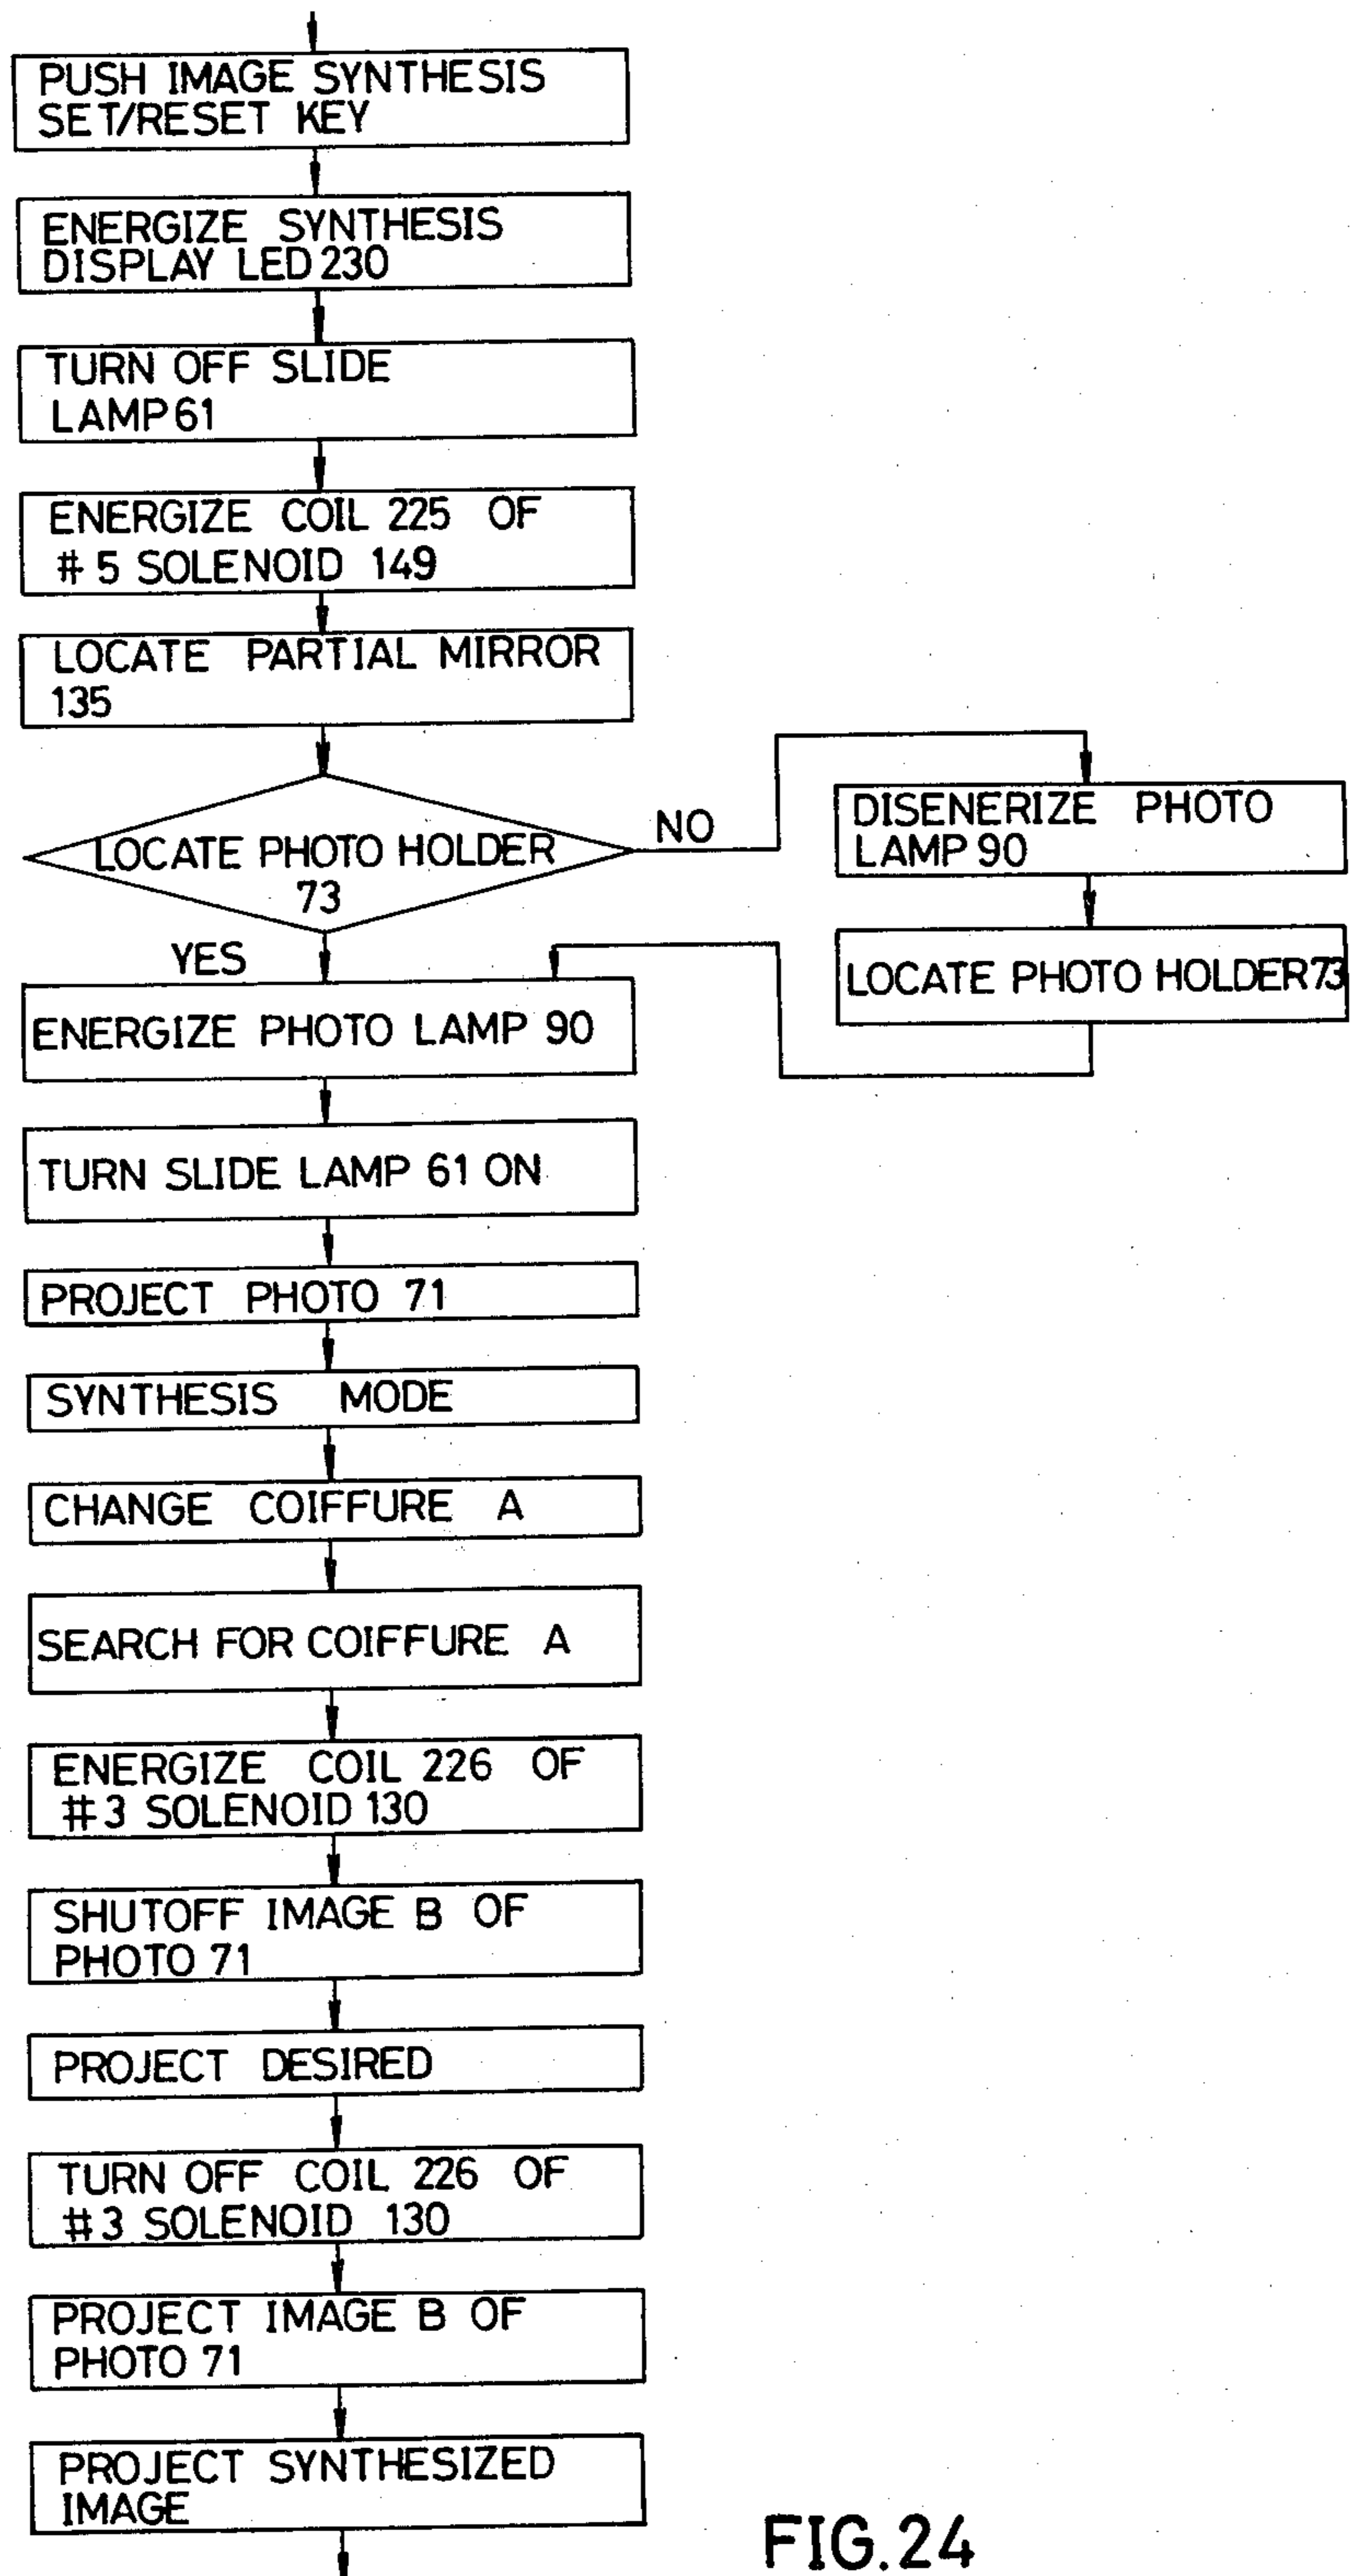 PUSH IMAGE SYNTHESIS
SET/RESET KEY
ENERGIZE SYNTHESIS
DISPLAY LED 230
TURN OFF SLIDE
LAMP 61
ENERGIZE COIL 225 OF
# 5 SOLENOID 149
LOCATE PARTIAL MIRROR
135
LOCATE PHOTO HOLDER
73
NO
DISENERIZE PHOTO
LAMP 90
LOCATE PHOTO HOLDER 73
YES
ENERGIZE PHOTO LAMP 90
TURN SLIDE LAMP 61 ON
PROJECT PHOTO 71
SYNTHESIS MODE
CHANGE COIFFURE A
SEARCH FOR COIFFURE A
ENERGIZE COIL 226 OF
#3 SOLENOID 130
SHUTOFF IMAGE B OF
PHOTO 71
PROJECT DESIRED
TURN OFF COIL 226 OF
#3 SOLENOID 130
PROJECT IMAGE B OF
PHOTO 71
PROJECT SYNTHESIZED
IMAGE
FIG.24